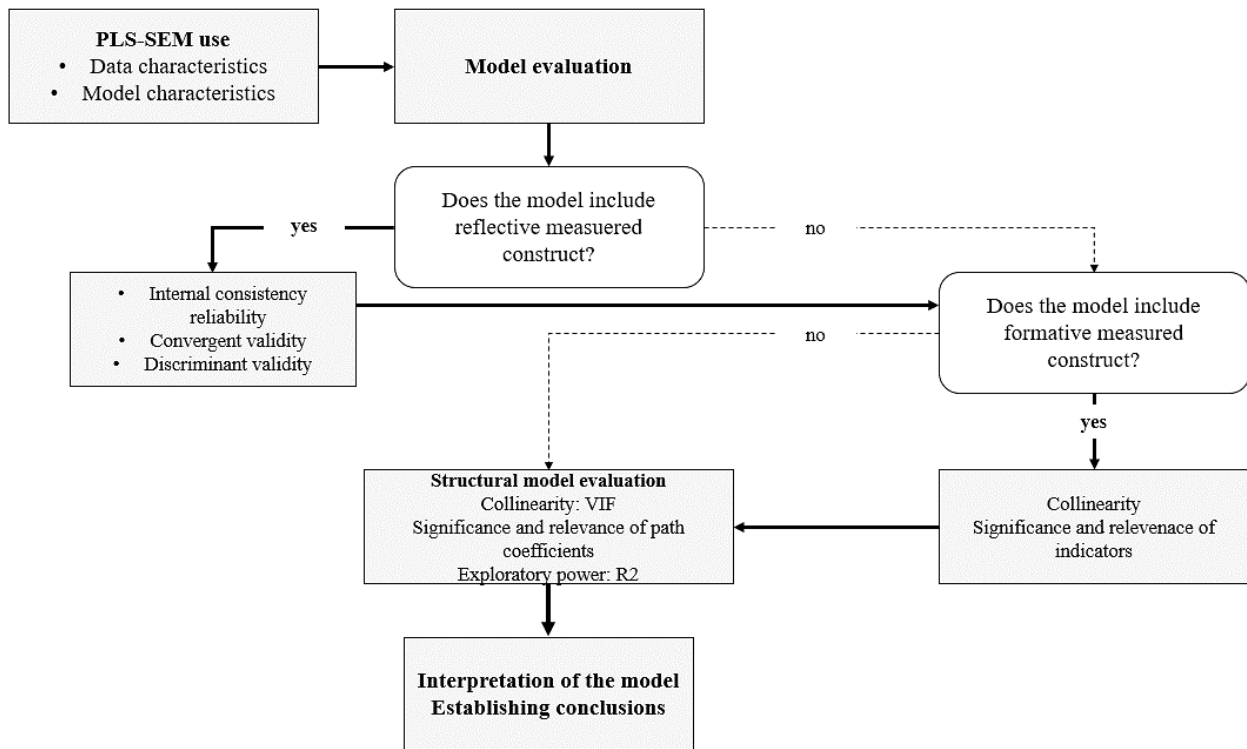 PLS-SEM use
• Data characteristics
• Model characteristics
Model evaluation
Does the model include
reflective measuered
construct?
yes
no
• Internal consistency
reliability
• Convergent validity
• Discriminant validity
Does the model include
formative measured
construct?
no
yes
Structural model evaluation
Collinearity: VIF
Significance and relevance of path
coefficients
Exploratory power: R2
Collinearity
Significance and relevenace of
indicators
Interpretation of the model
Establishing conclusions